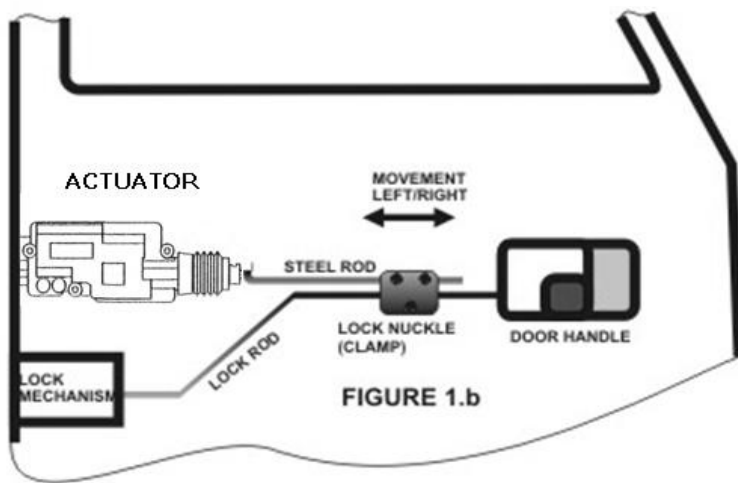 ACTUATOR
MOVEMENT
LEFT/RIGHT
STEEL ROD
LOCK NUCKLE
(CLAMP)
DOOR HANDLE
LOCK ROD
LOCK
MECHANISM
FIGURE 1.b